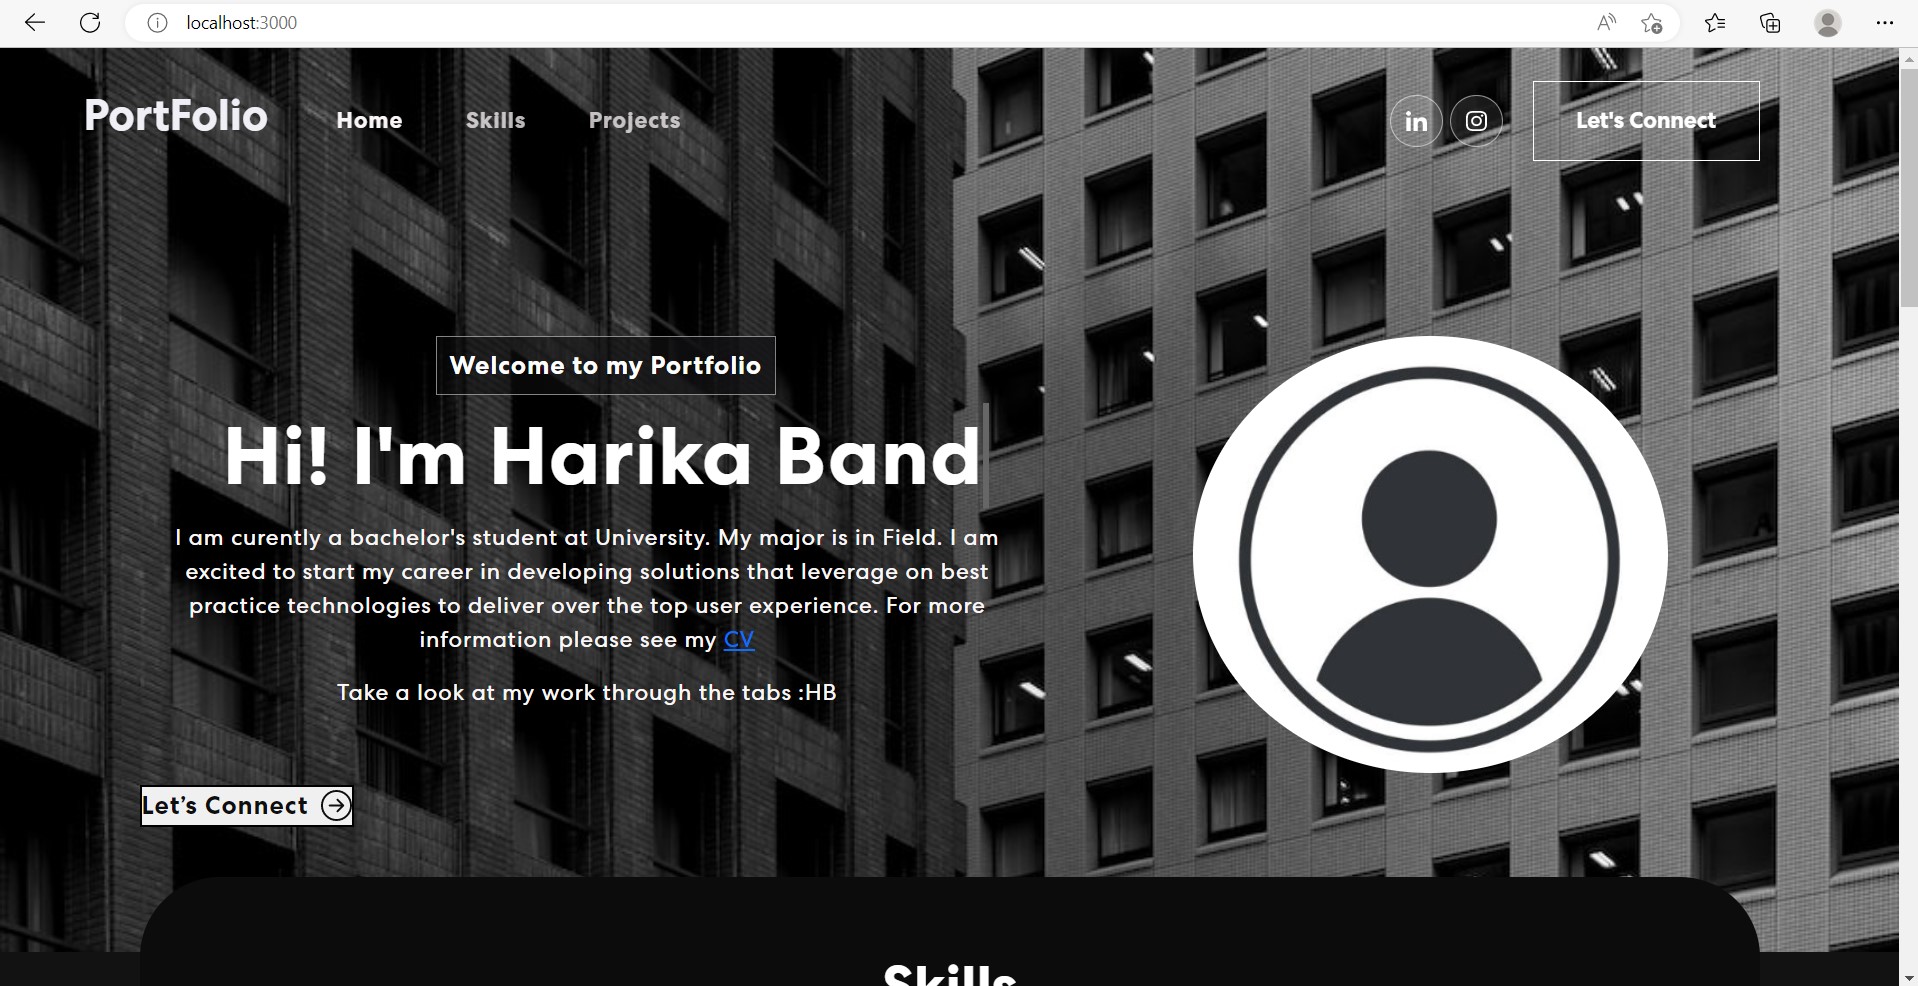 localhost:3000
PortFolio
Home
Skills
Projects
in
Let's Connect
Welcome to my Portfolio
Hi! I'm Harika Band
I am curently a bachelor's student at University. My major is in Field. I am
excited to start my career in developing solutions that leverage on best
practice technologies to deliver over the top user experience. For more
information please see my CV
Take a look at my work through the tabs :HB
Let’s Connect
Skills